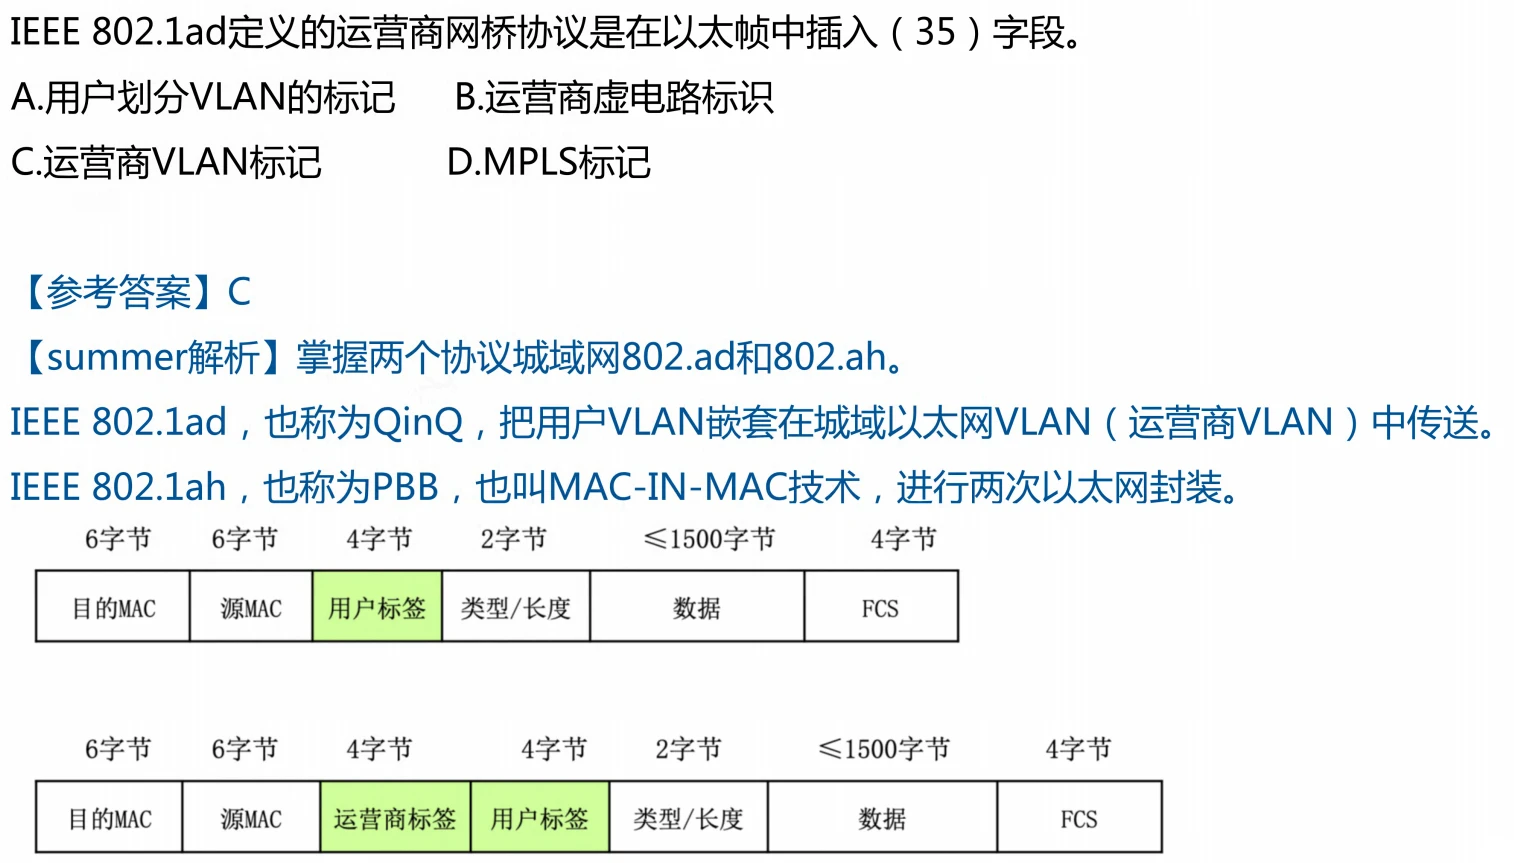 IEEE 802.1ad定义的运营商网桥协议是在以太帧中插入（35）字段。
A.用户划分VLAN的标记 B.运营商虚电路标识
C.运营商VLAN标记 D.MPLS标记
【参考答案】C
【summer解析】掌握两个协议城域网802.ad和802.ah。
IEEE 802.1ad，也称为QinQ，把用户VLAN嵌套在城域以太网VLAN（运营商VLAN）中传送。
IEEE 802.1ah，也称为PBB，也叫MAC-IN-MAC技术，进行两次以太网封装。
6字节 6字节 4字节 2字节 ≤1500字节 4字节
目的MAC 源MAC 用户标签 类型/长度 数据 FCS
6字节 6字节 4字节 4字节 2字节 ≤1500字节 4字节
目的MAC 源MAC 运营商标签 用户标签 类型/长度 数据 FCS